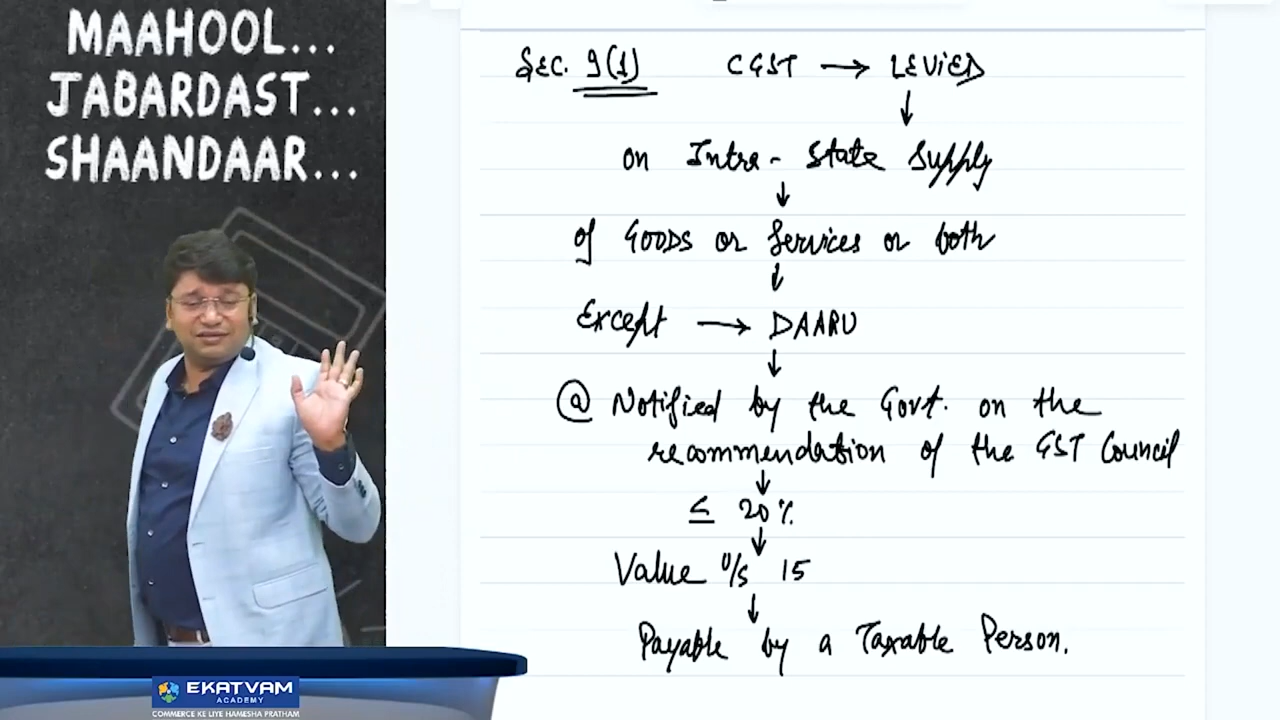 MAAHOOL...
JABARDAST...
SHAANDAAR...
SEC. 9(1) CGST → LEVIED
↓
on Intra-State Supply
↓
of GOODS or Services or both
↓
Except → DAARU
↓
@ Notified by the Govt. on the
recommendation of the GST Council
↓
≤ 20%
↓
Value u/s 15
↓
Payable by a Taxable Person.
EKATVAM
ACADEMY
COMMERCE KE LIYE HAMESHA PRATHAM